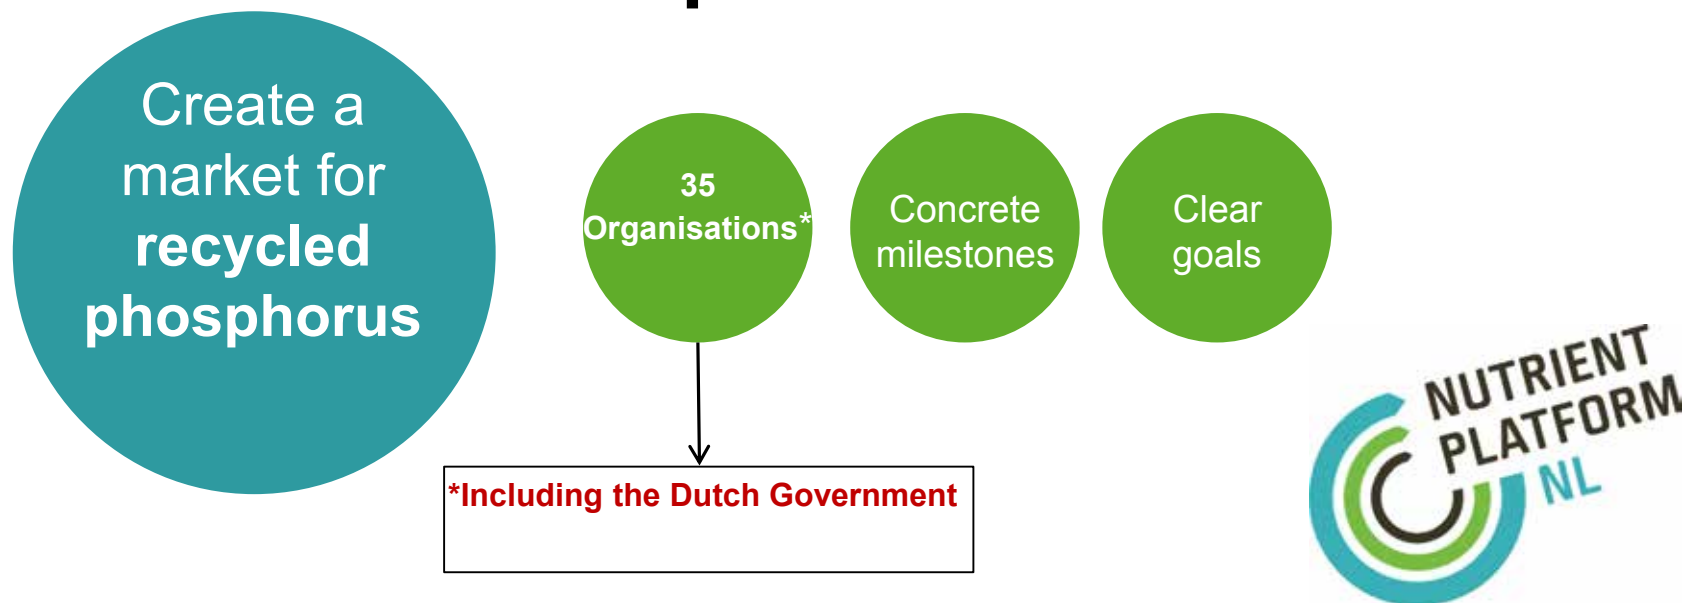 Create a
market for
recycled
phosphorus
35
Organisations*
Concrete
milestones
Clear
goals
*Including the Dutch Government
NUTRIENT
PLATFORM
NL